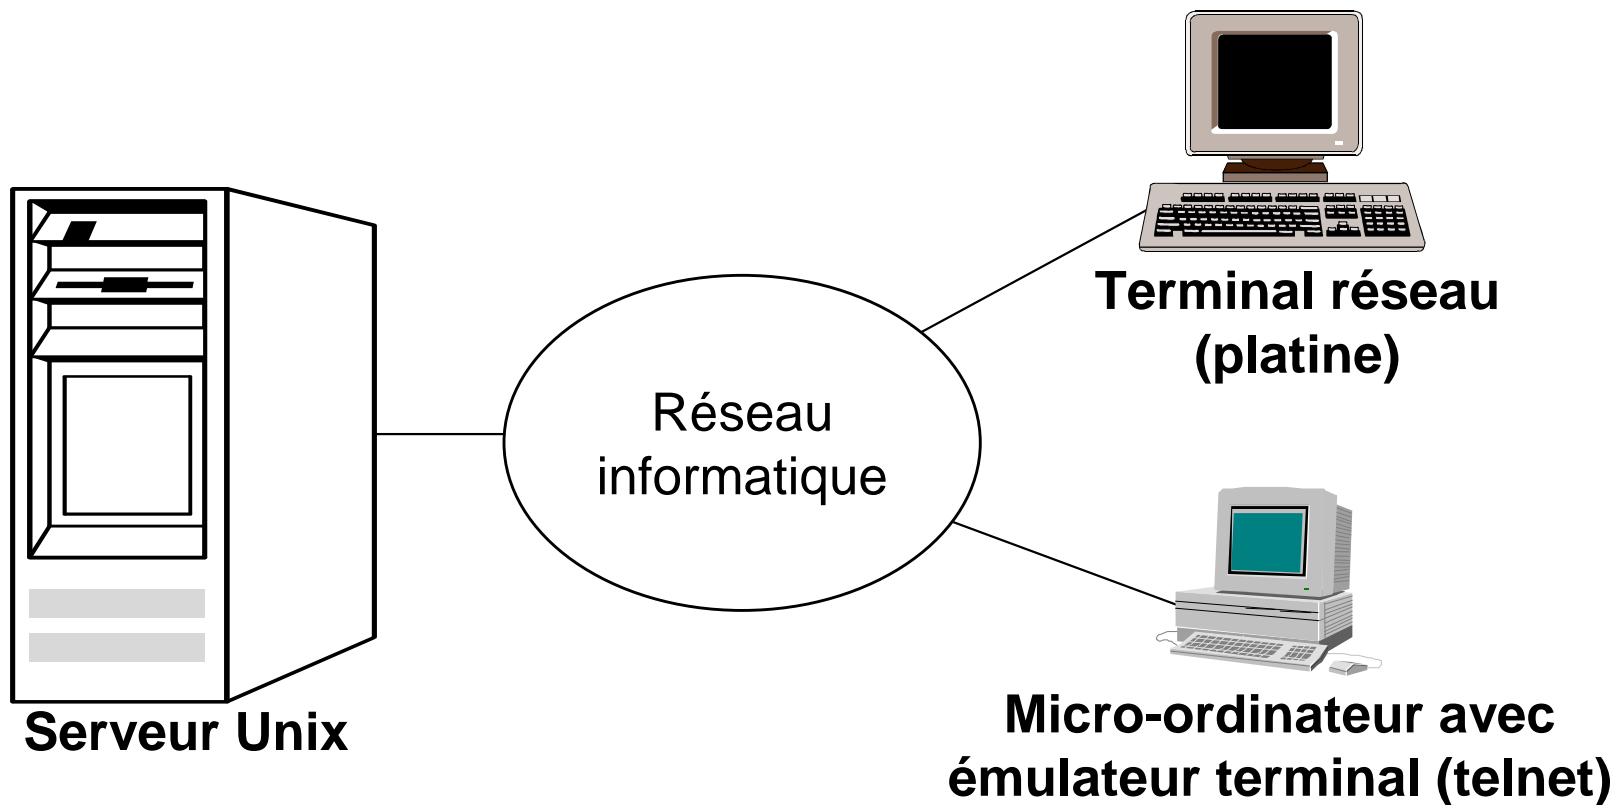 Terminal réseau
(platine)
Réseau
informatique
Serveur Unix
Micro-ordinateur avec
émulateur terminal (telnet)